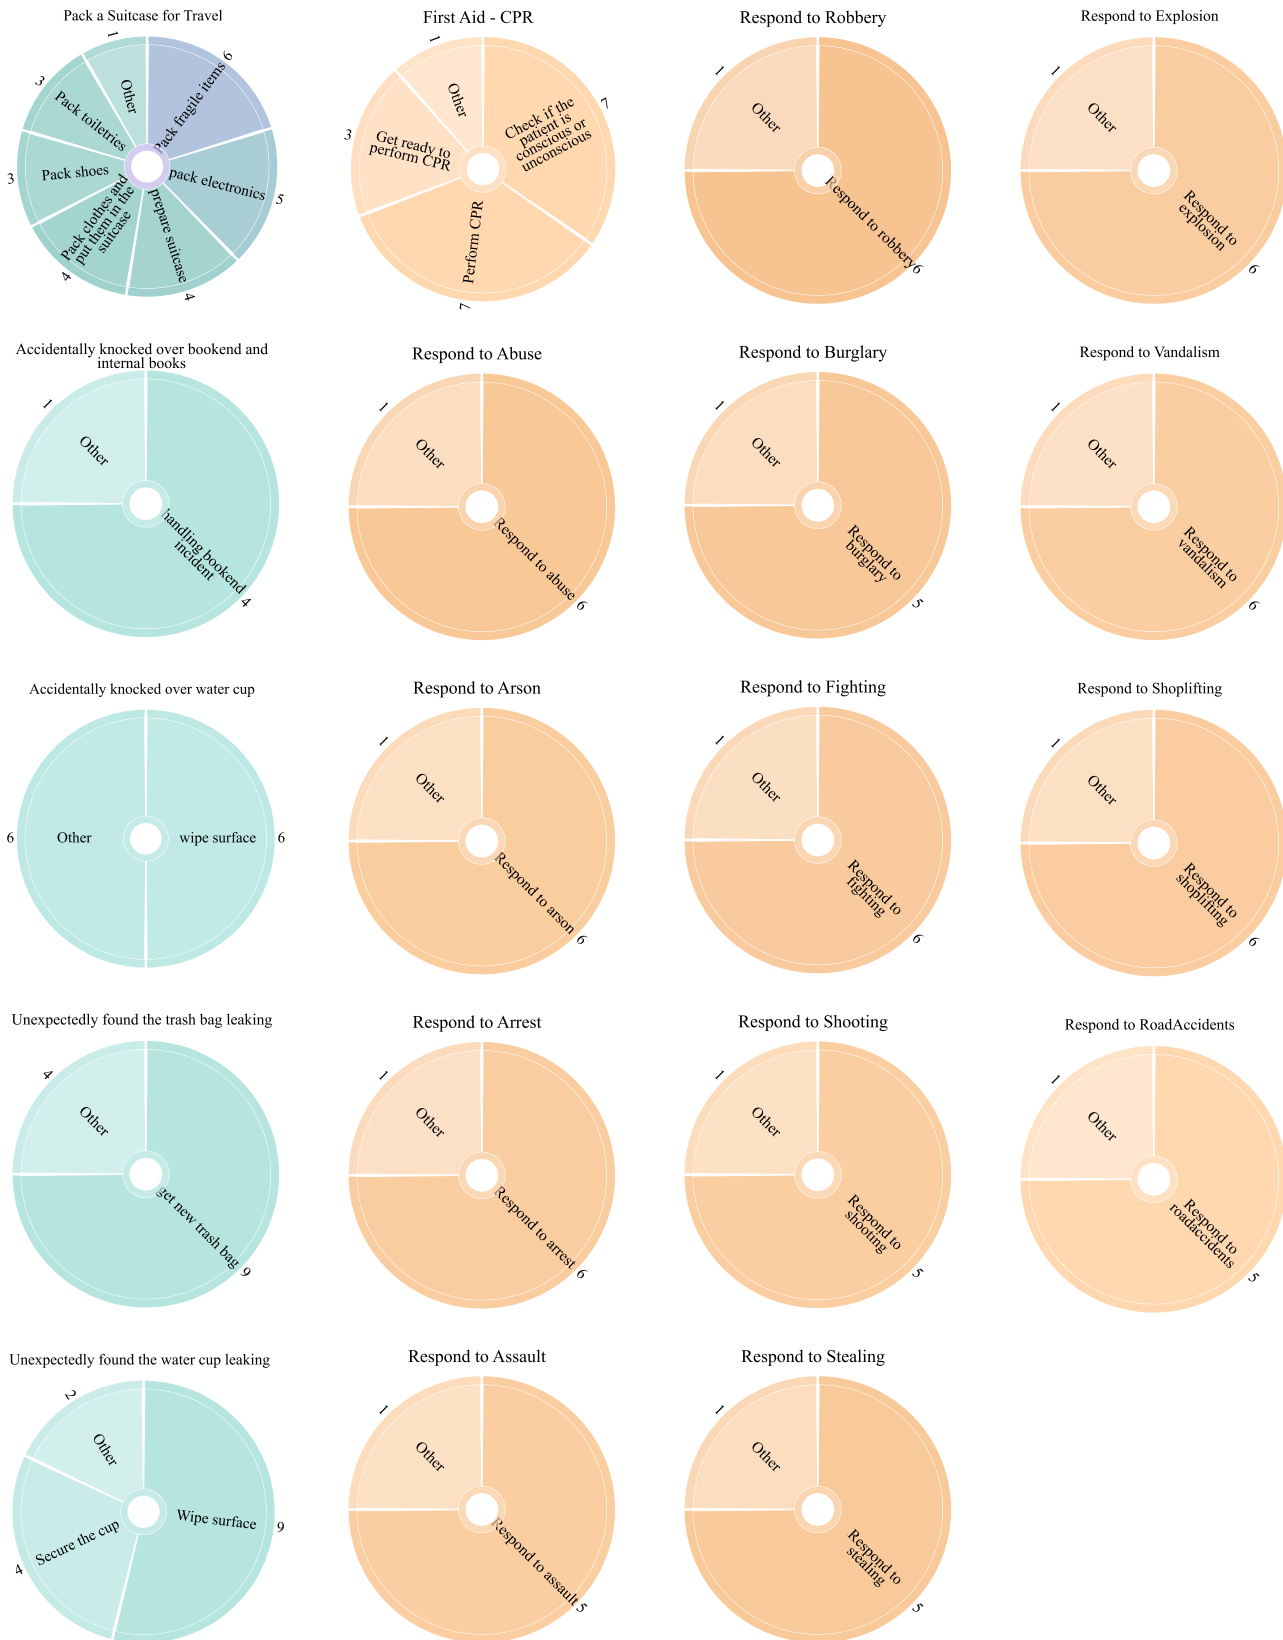 Pack a Suitcase for Travel
1
6
Other
Pack fragile items
3
Pack toiletries
3
Pack shoes
pack electronics
5
Pack clothes and
put them in the
suitcase
4
prepare suitcase
4
First Aid - CPR
1
Other
7
Check if the
patient is
conscious or
unconscious
3
Get ready to
perform CPR
Perform CPR
7
Respond to Robbery
1
Other
Respond to robbery
6
Respond to Explosion
1
Other
Respond to
explosion
6
Accidentally knocked over bookend and
internal books
1
Other
handling bookend
incident
4
Respond to Abuse
1
Other
Respond to abuse
6
Respond to Burglary
1
Other
Respond to
burglary
5
Respond to Vandalism
1
Other
Respond to
vandalism
6
Accidentally knocked over water cup
6
Other
wipe surface
6
Respond to Arson
1
Other
Respond to arson
6
Respond to Fighting
1
Other
Respond to
fighting
6
Respond to Shoplifting
1
Other
Respond to
shoplifting
6
Unexpectedly found the trash bag leaking
4
Other
get new trash bag
9
Respond to Arrest
1
Other
Respond to arrest
6
Respond to Shooting
1
Other
Respond to
shooting
5
Respond to RoadAccidents
1
Other
Respond to
roadaccidents
5
Unexpectedly found the water cup leaking
2
Other
Wipe surface
9
Secure the cup
4
Respond to Assault
1
Other
Respond to assault
5
Respond to Stealing
1
Other
Respond to
stealing
5